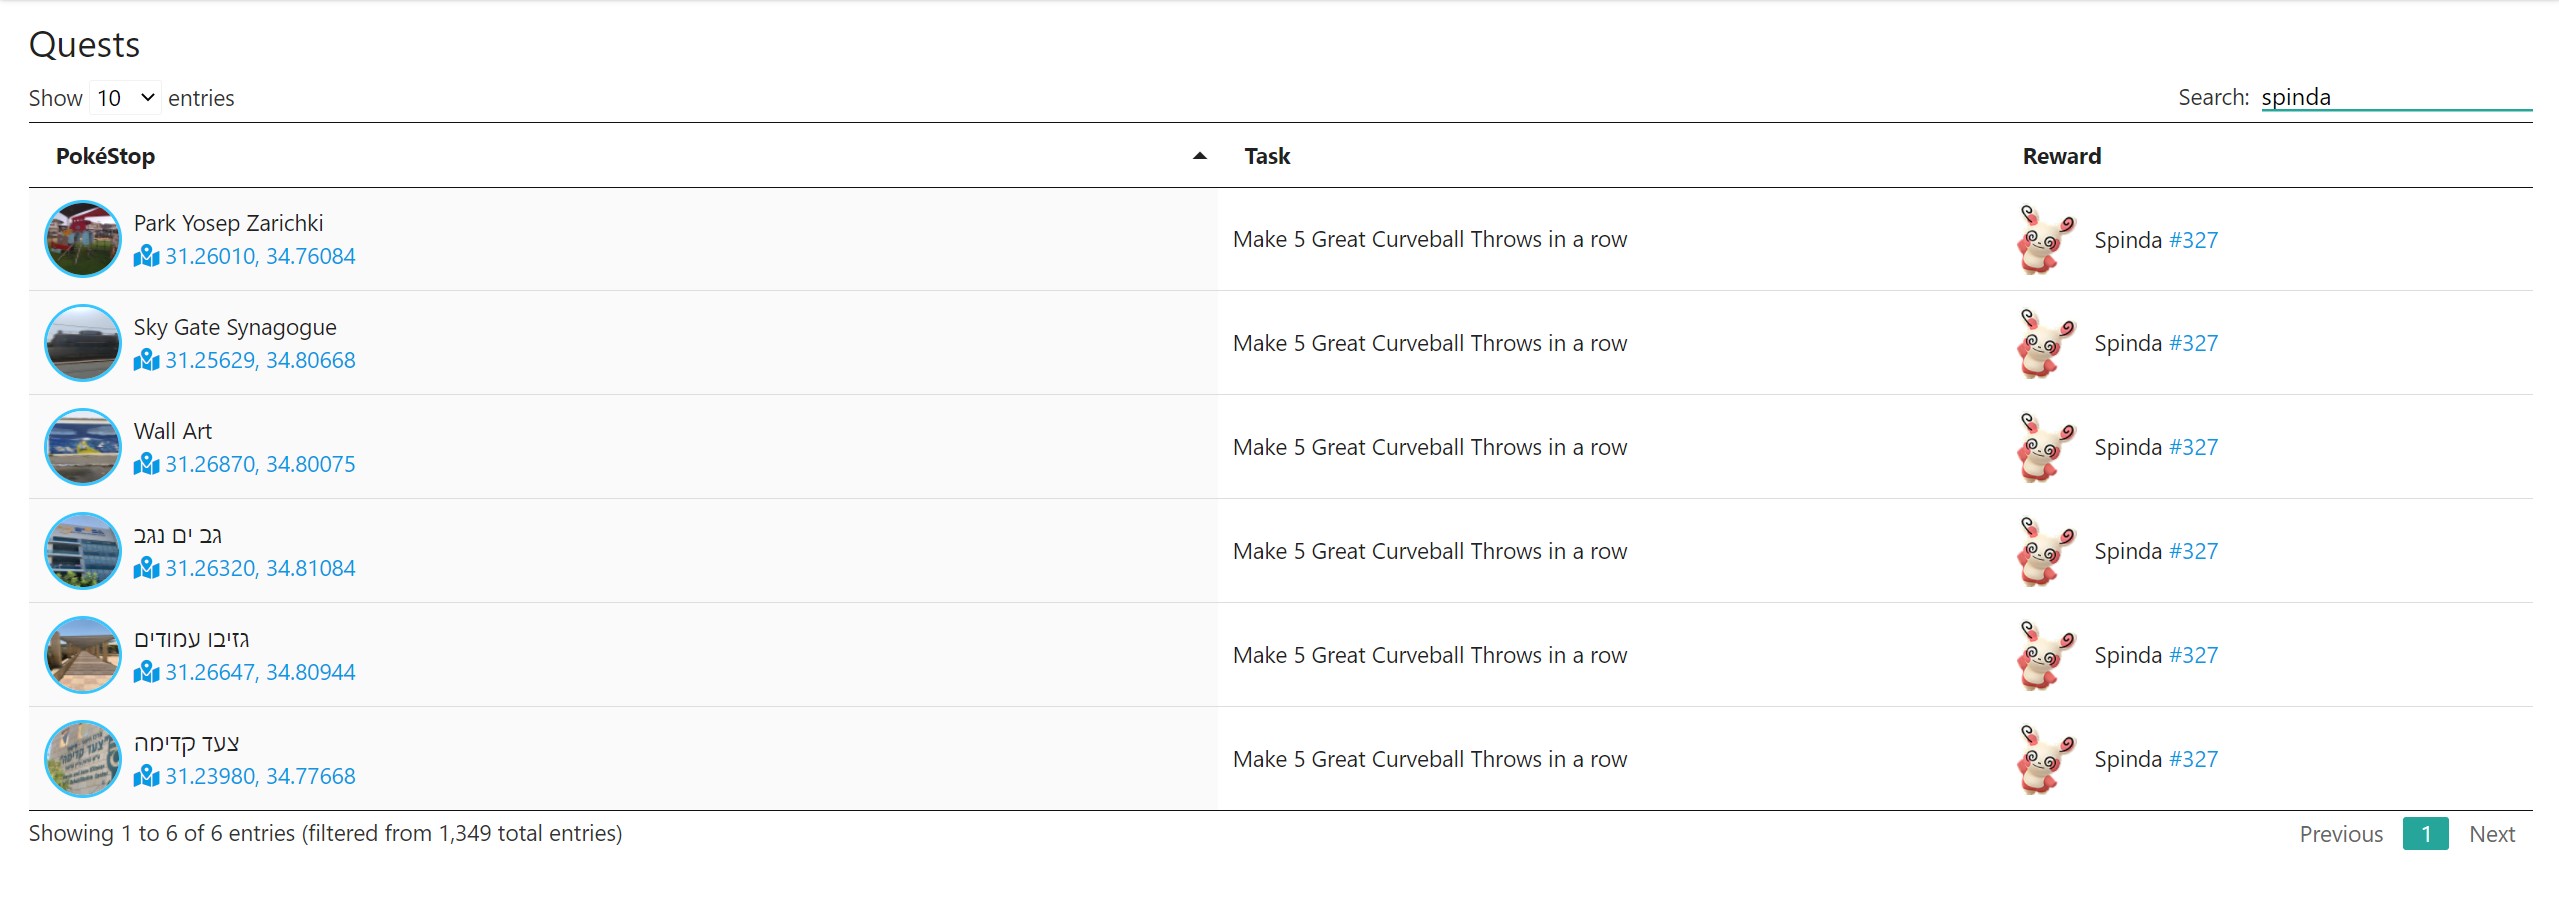 Quests
Show 10 entries
Search: spinda
PokéStop Task Reward
Park Yosep Zarichki
31.26010, 34.76084
Make 5 Great Curveball Throws in a row
Spinda #327
Sky Gate Synagogue
31.25629, 34.80668
Make 5 Great Curveball Throws in a row
Spinda #327
Wall Art
31.26870, 34.80075
Make 5 Great Curveball Throws in a row
Spinda #327
גב ים נגב
31.26320, 34.81084
Make 5 Great Curveball Throws in a row
Spinda #327
גזיבו עמודים
31.26647, 34.80944
Make 5 Great Curveball Throws in a row
Spinda #327
צעד קדימה
31.23980, 34.77668
Make 5 Great Curveball Throws in a row
Spinda #327
Showing 1 to 6 of 6 entries (filtered from 1,349 total entries)
Previous 1 Next